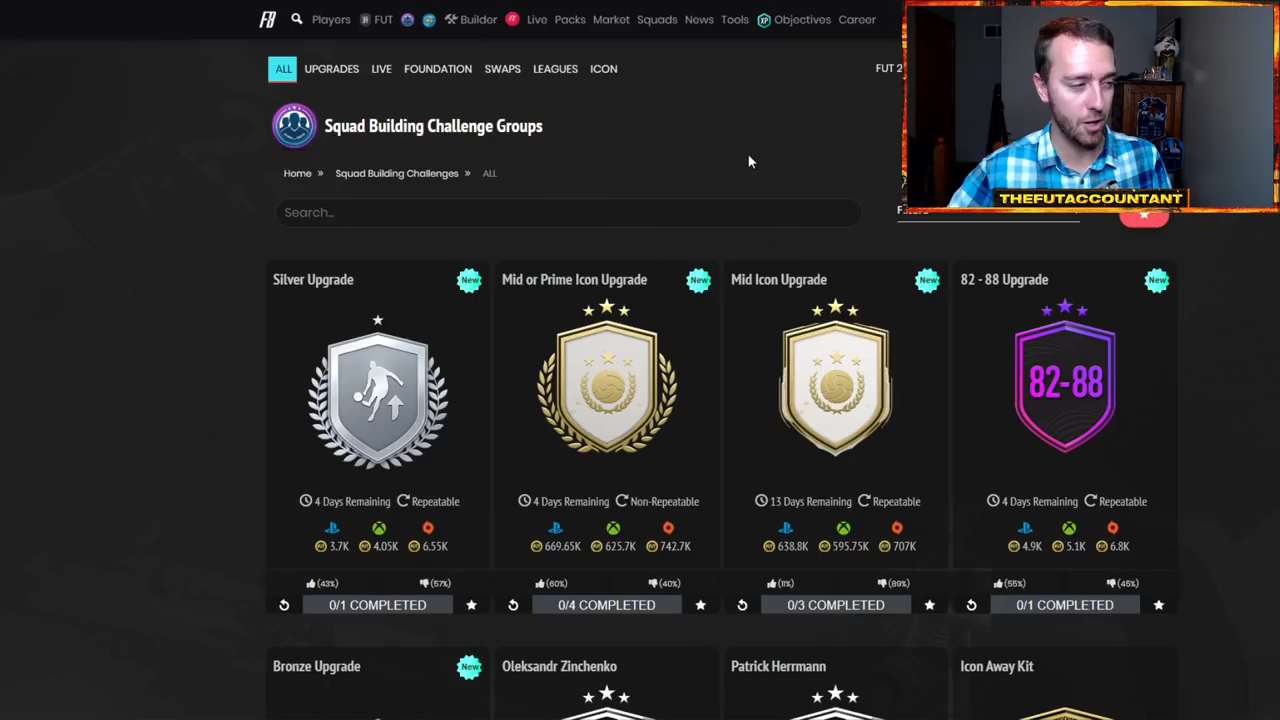 Players FUT Builder Live Packs Market Squads News Tools XP Objectives Career
ALL UPGRADES LIVE FOUNDATION SWAPS LEAGUES ICON FUT 2
Squad Building Challenge Groups
Home » Squad Building Challenges » ALL
THEFUTACCOUNTANT
Search...
Silver Upgrade New Mid or Prime Icon Upgrade New Mid Icon Upgrade New 82 - 88 Upgrade New
82-88
4 Days Remaining Repeatable 4 Days Remaining Non-Repeatable 13 Days Remaining Repeatable 4 Days Remaining Repeatable
3.7K 4.05K 6.55K 669.65K 625.7K 742.7K 638.8K 595.75K 707K 4.9K 5.1K 6.8K
(43%) (57%) (60%) (40%) (11%) (89%) (55%) (45%)
0/1 COMPLETED 0/4 COMPLETED 0/3 COMPLETED 0/1 COMPLETED
Bronze Upgrade New Oleksandr Zinchenko Patrick Herrmann Icon Away Kit